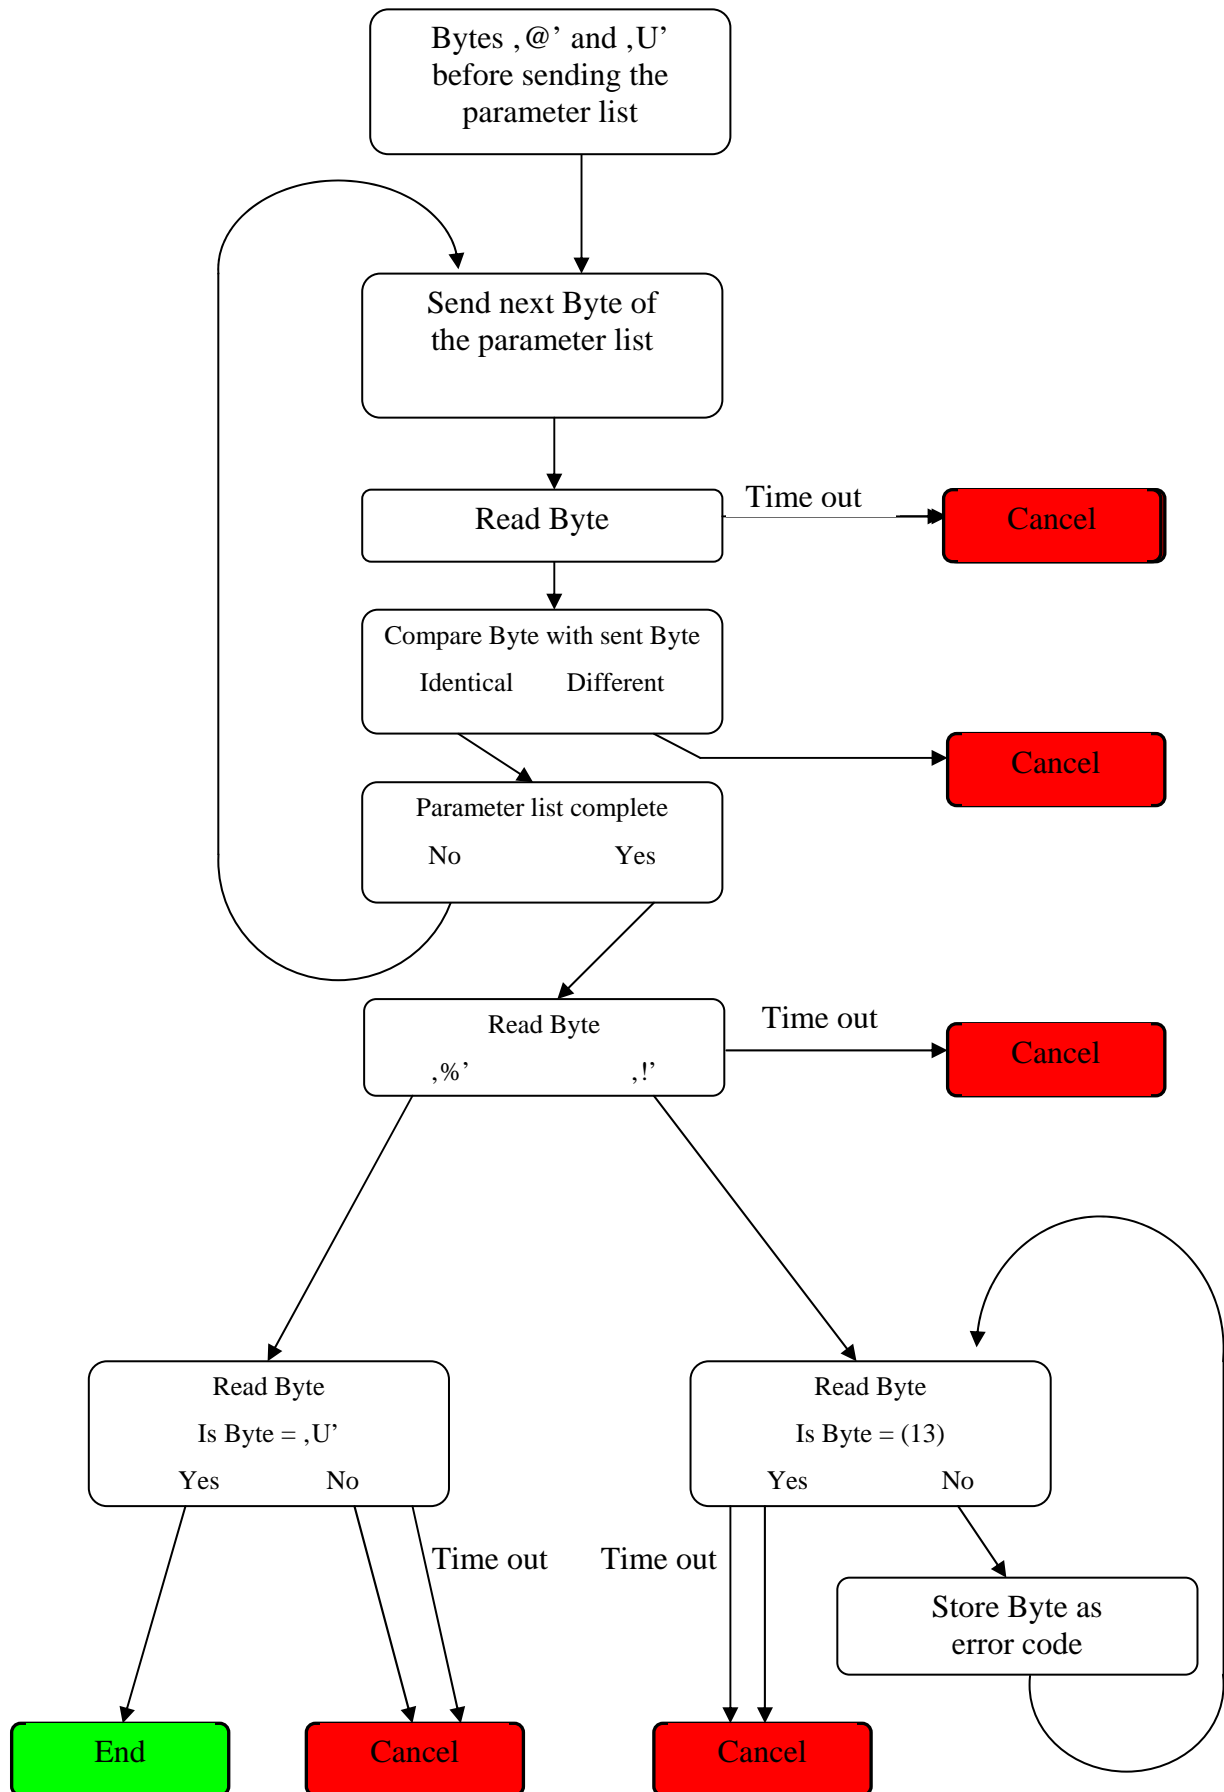 Bytes ‚@’ and ‚U’
before sending the
parameter list
Send next Byte of
the parameter list
Read Byte
Time out
Cancel
Compare Byte with sent Byte
Identical Different
Cancel
Parameter list complete
No Yes
Read Byte
‚%’ ‚!’
Time out
Cancel
Read Byte
Is Byte = ‚U’
Yes No
Time out
Read Byte
Is Byte = (13)
Yes No
Time out
Store Byte as
error code
End
Cancel
Cancel